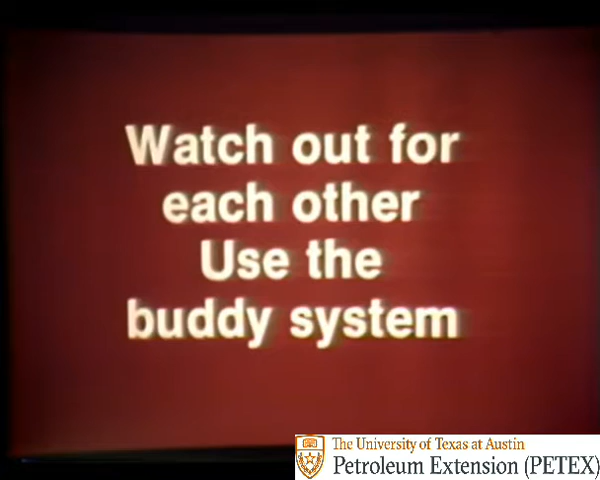 Watch out for
each other
Use the
buddy system
The University of Texas at Austin
Petroleum Extension (PETEX)